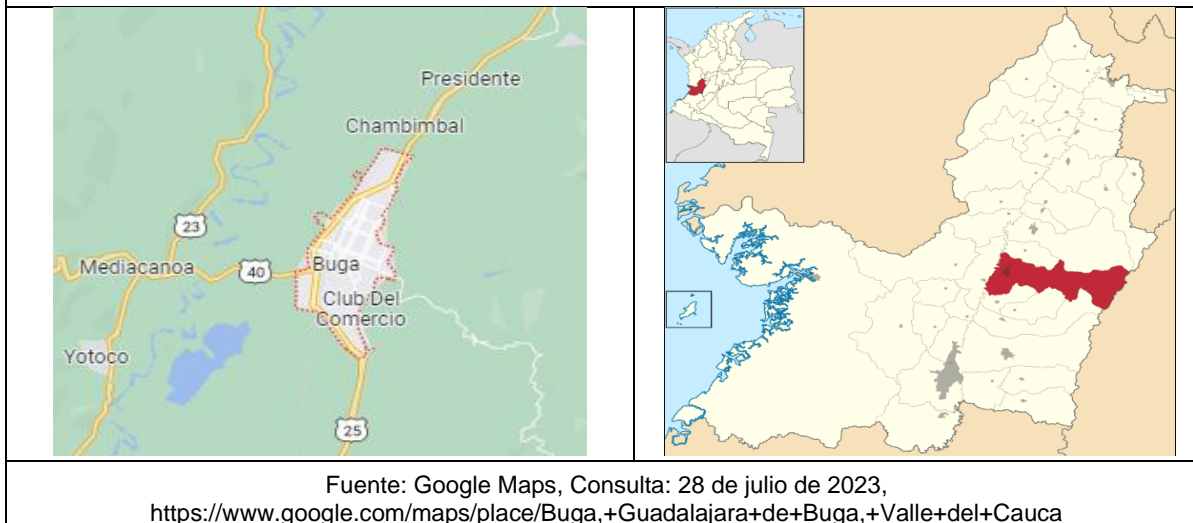 Presidente
Chambimbal
23
Mediacanoa
40
Buga
Club Del
Comercio
Yotoco
25
Fuente: Google Maps, Consulta: 28 de julio de 2023,
https://www.google.com/maps/place/Buga,+Guadalajara+de+Buga,+Valle+del+Cauca